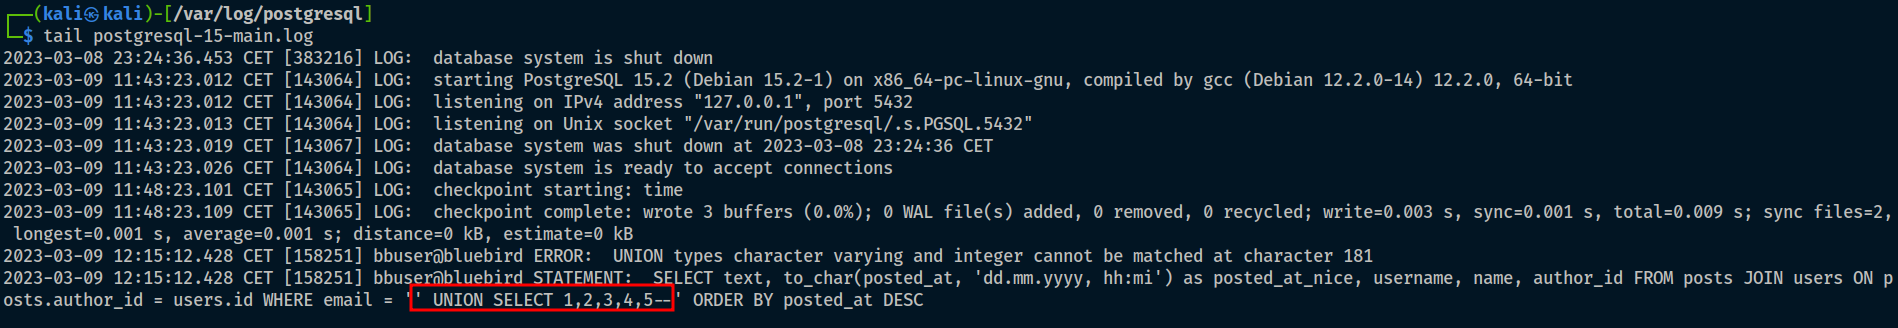 ┌──(kali㉿kali)-[/var/log/postgresql]
└─$ tail postgresql-15-main.log
2023-03-08 23:24:36.453 CET [383216] LOG:  database system is shut down
2023-03-09 11:43:23.012 CET [143064] LOG:  starting PostgreSQL 15.2 (Debian 15.2-1) on x86_64-pc-linux-gnu, compiled by gcc (Debian 12.2.0-14) 12.2.0, 64-bit
2023-03-09 11:43:23.012 CET [143064] LOG:  listening on IPv4 address "127.0.0.1", port 5432
2023-03-09 11:43:23.013 CET [143064] LOG:  listening on Unix socket "/var/run/postgresql/.s.PGSQL.5432"
2023-03-09 11:43:23.019 CET [143067] LOG:  database system was shut down at 2023-03-08 23:24:36 CET
2023-03-09 11:43:23.026 CET [143064] LOG:  database system is ready to accept connections
2023-03-09 11:48:23.101 CET [143065] LOG:  checkpoint starting: time
2023-03-09 11:48:23.109 CET [143065] LOG:  checkpoint complete: wrote 3 buffers (0.0%); 0 WAL file(s) added, 0 removed, 0 recycled; write=0.003 s, sync=0.001 s, total=0.009 s; sync files=2,
longest=0.001 s, average=0.001 s; distance=0 kB, estimate=0 kB
2023-03-09 12:15:12.428 CET [158251] bbuser@bluebird ERROR:  UNION types character varying and integer cannot be matched at character 181
2023-03-09 12:15:12.428 CET [158251] bbuser@bluebird STATEMENT:  SELECT text, to_char(posted_at, 'dd.mm.yyyy, hh:mi') as posted_at_nice, username, name, author_id FROM posts JOIN users ON p
osts.author_id = users.id WHERE email = '' UNION SELECT 1,2,3,4,5--' ORDER BY posted_at DESC